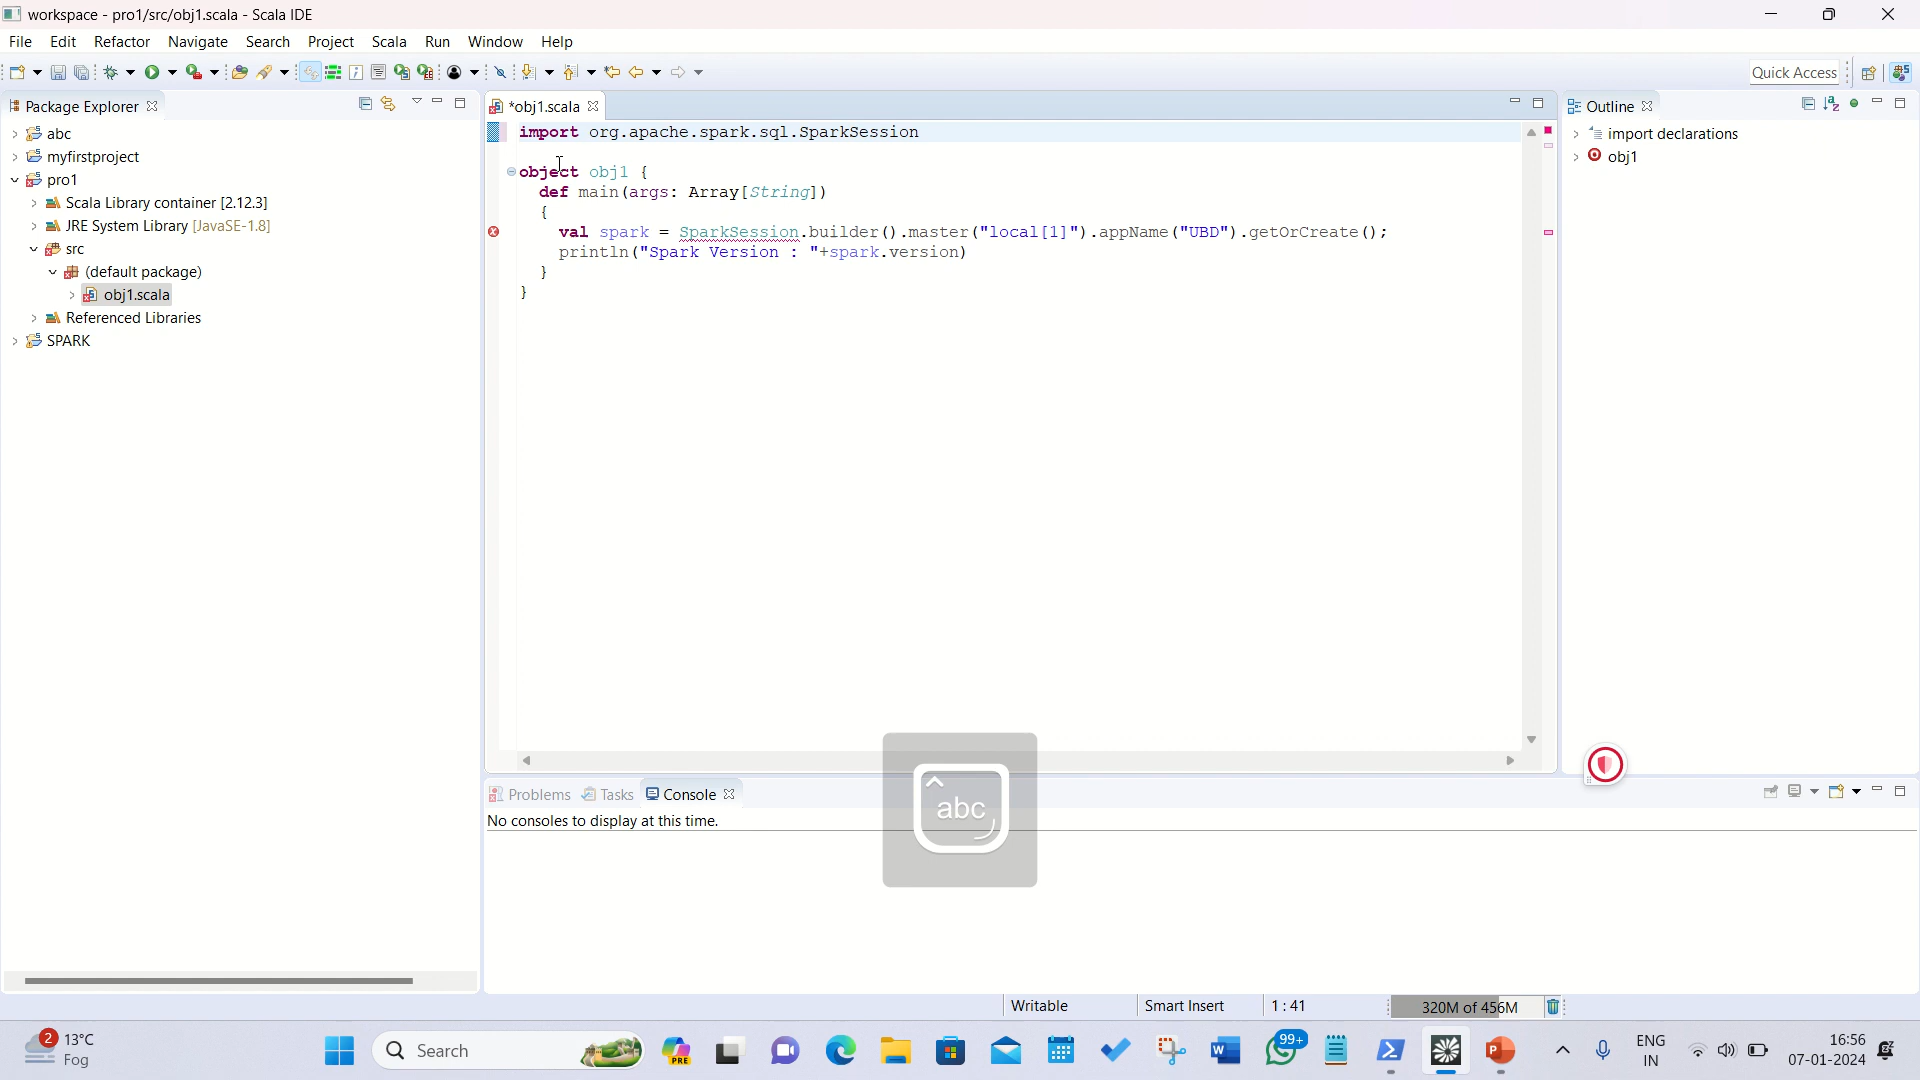 workspace - pro1/src/obj1.scala - Scala IDE
File Edit Refactor Navigate Search Project Scala Run Window Help
Quick Access
Package Explorer
abc
myfirstproject
pro1
Scala Library container [2.12.3]
JRE System Library [JavaSE-1.8]
src
(default package)
obj1.scala
Referenced Libraries
SPARK
*obj1.scala
import org.apache.spark.sql.SparkSession
object obj1 {
def main(args: Array[String])
{
val spark = SparkSession.builder().master("local[1]").appName("UBD").getOrCreate();
println("Spark Version : "+spark.version)
}
}
Outline
import declarations
obj1
Problems Tasks Console
No consoles to display at this time.
abc
Writable Smart Insert 1 : 41 320M of 456M
2 13°C
Fog
Search
PRE
99+
ENG
IN
16:56
07-01-2024